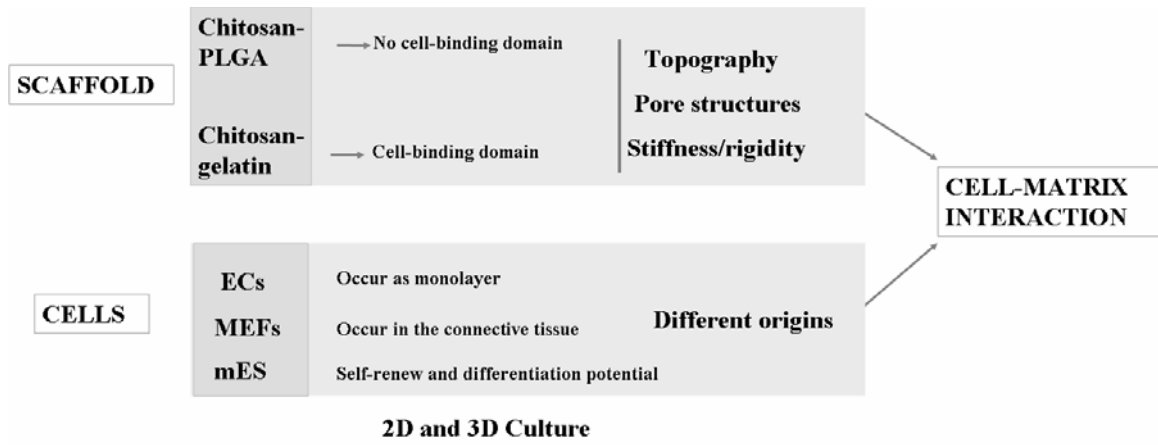 SCAFFOLD
Chitosan-
PLGA
No cell-binding domain
Chitosan-
gelatin
Cell-binding domain
Topography
Pore structures
Stiffness/rigidity
CELL-MATRIX
INTERACTION
CELLS
ECs
Occur as monolayer
MEFs
Occur in the connective tissue
mES
Self-renew and differentiation potential
Different origins
2D and 3D Culture